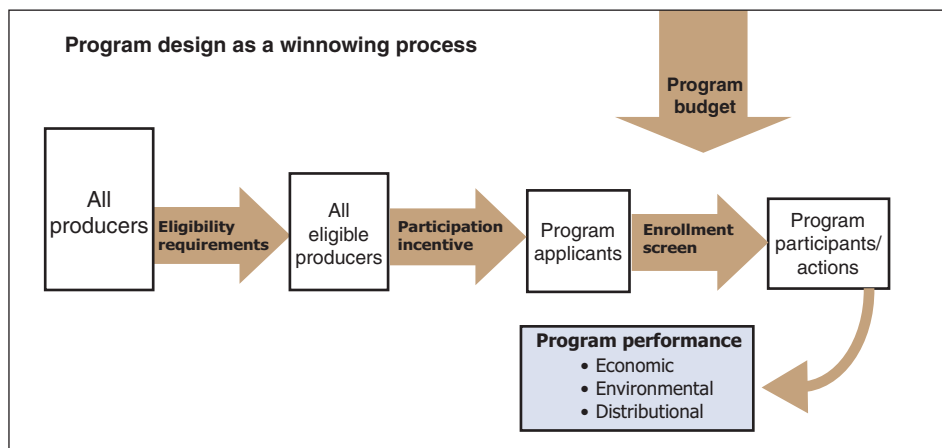 Program design as a winnowing process
Program
budget
All
producers
Eligibility
requirements
All
eligible
producers
Participation
incentive
Program
applicants
Enrollment
screen
Program
participants/
actions
Program performance
• Economic
• Environmental
• Distributional